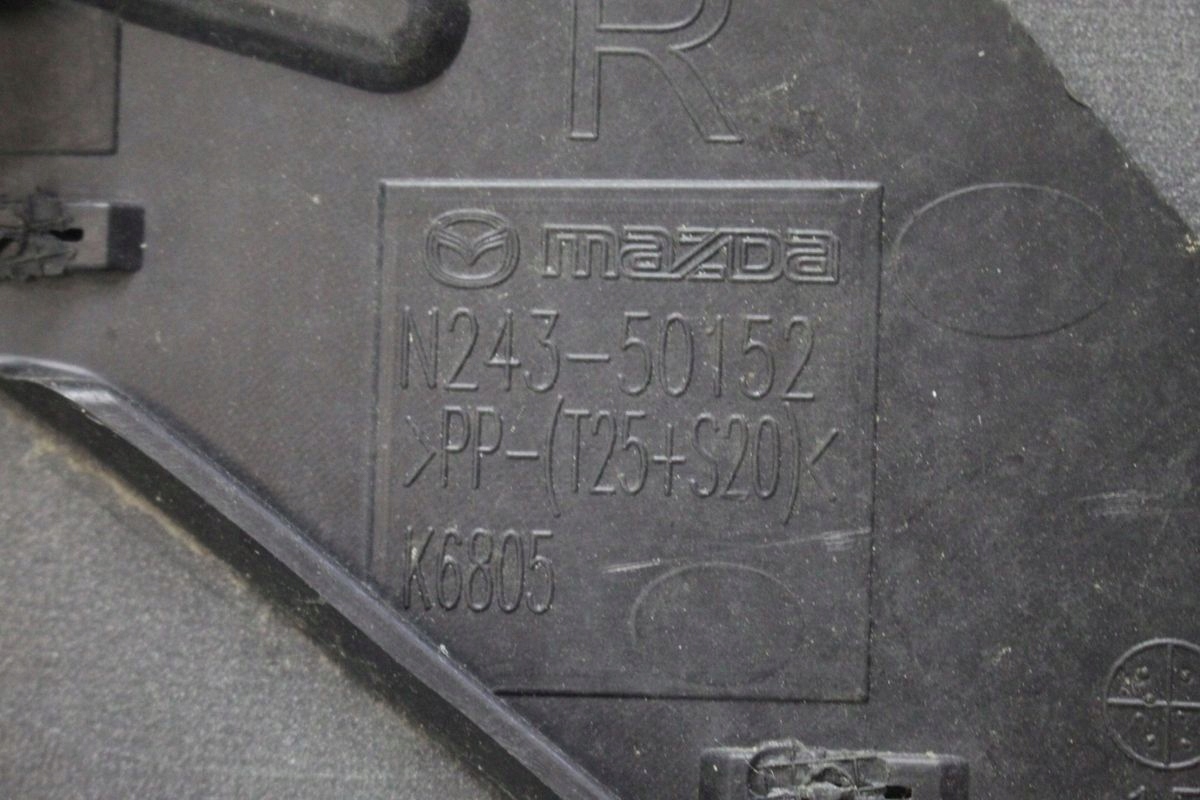 R
mazda
N243-50152
>PP-(T25+S20)<
K6805